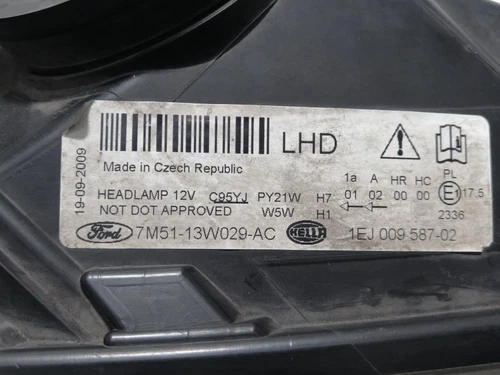 19-09-2009
LHD
Made in Czech Republic
HEADLAMP 12V C95YJ PY21W H7
NOT DOT APPROVED W5W H1
1a A HR HC PL
01 02 00 00 E1 17.5
2336
Ford 7M51-13W029-AC HELLA 1EJ 009 587-02